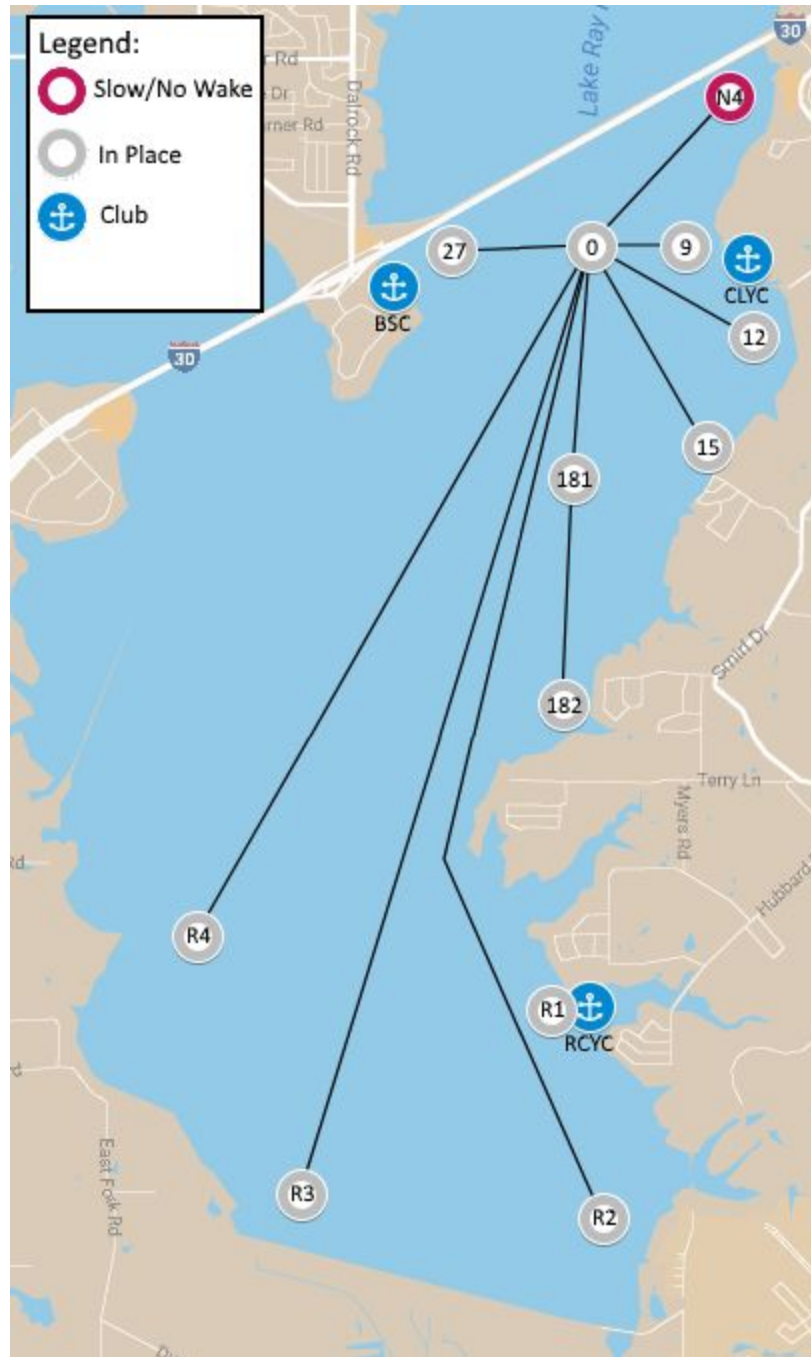 Legend:
Slow/No Wake
In Place
Club
Rd
Dr
rner Rd
Dalrock Rd
Lake Ray
30
N4
27
0
9
BSC
CLYC
12
30
15
181
Smirl Dr
182
Terry Ln
Myers Rd
Hubbard
Rd
R4
R1
RCYC
East Fork Rd
R3
R2